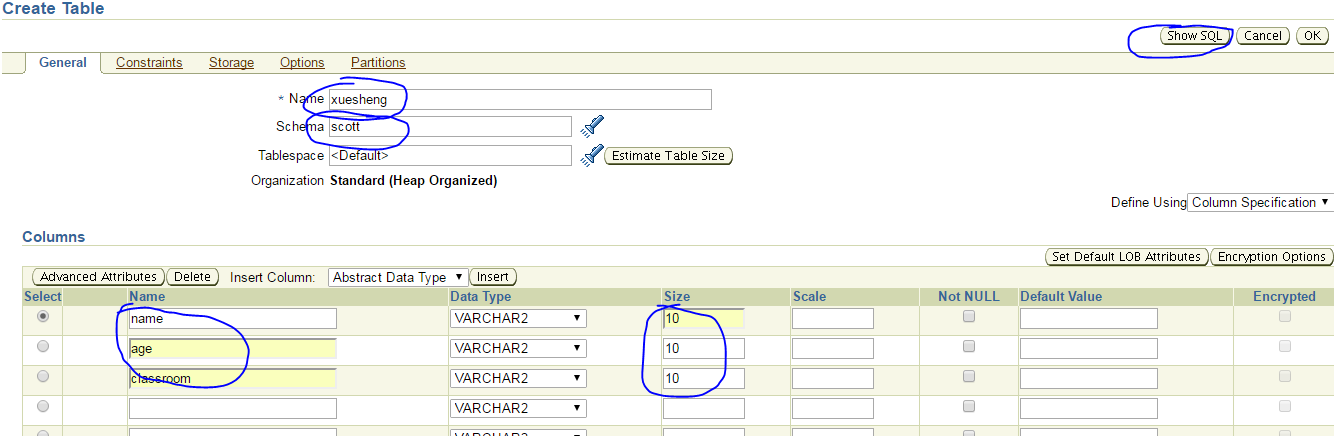 Create Table
Show SQL Cancel OK
General Constraints Storage Options Partitions
* Name xuesheng
Schema scott
Tablespace <Default> Estimate Table Size
Organization Standard (Heap Organized)
Define Using Column Specification
Columns
Set Default LOB Attributes Encryption Options
Advanced Attributes Delete Insert Column: Abstract Data Type Insert
Select Name Data Type Size Scale Not NULL Default Value Encrypted
name VARCHAR2 10
age VARCHAR2 10
classroom VARCHAR2 10
VARCHAR2
VARCHAR2